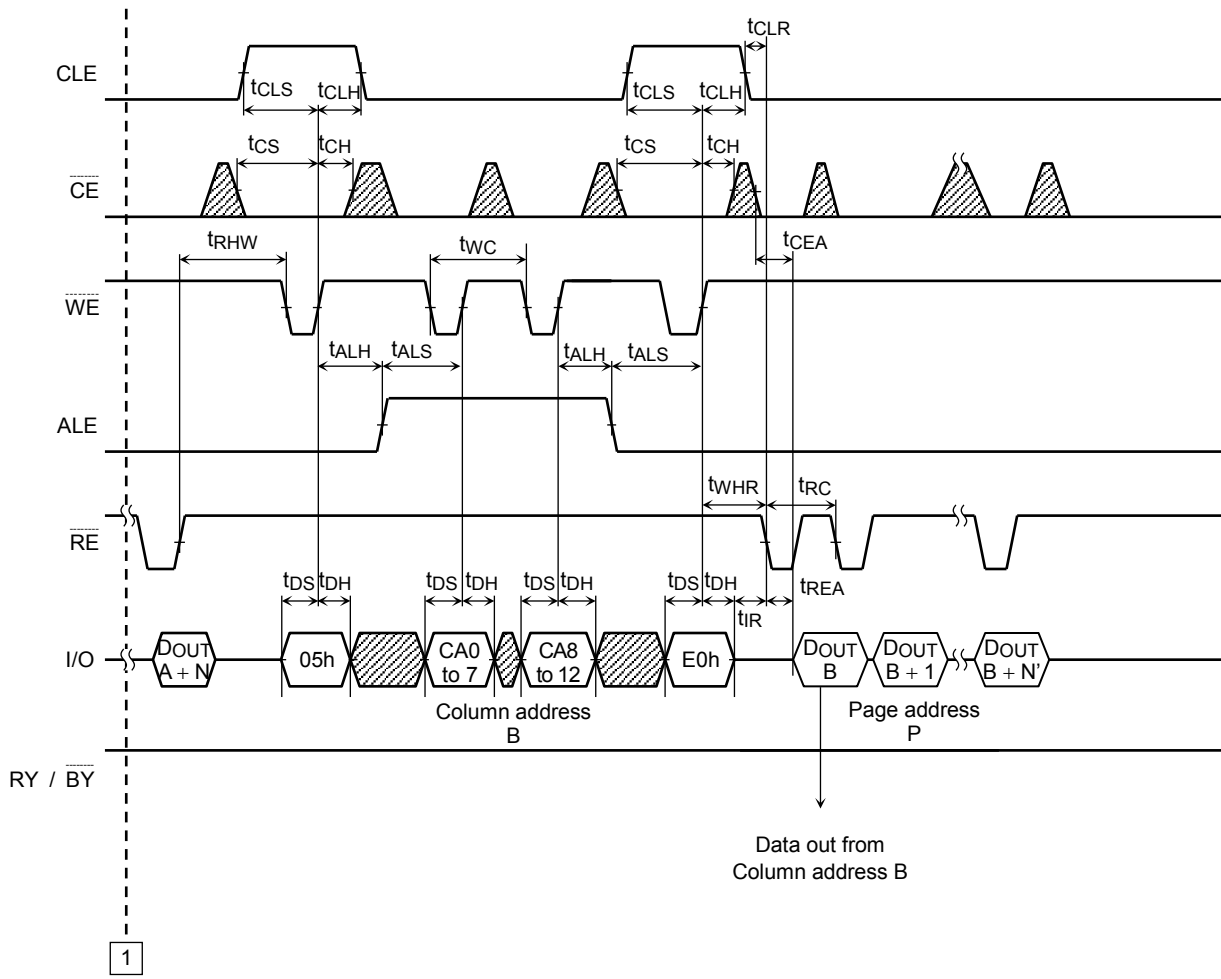 tCLR
CLE
tCLS tCLH tCLS tCLH
tCS tCH tCS tCH
CE
tCEA
tRHW tWC
WE
tALH tALS tALH tALS
ALE
tWHR tRC
RE
tDS tDH tDS tDH tDS tDH tDS tDH tREA
tIR
I/O
DOUT
A + N
05h
CA0
to 7
CA8
to 12
E0h
DOUT
B
DOUT
B + 1
DOUT
B + N’
Column address
B
Page address
P
RY / BY
Data out from
Column address B
1